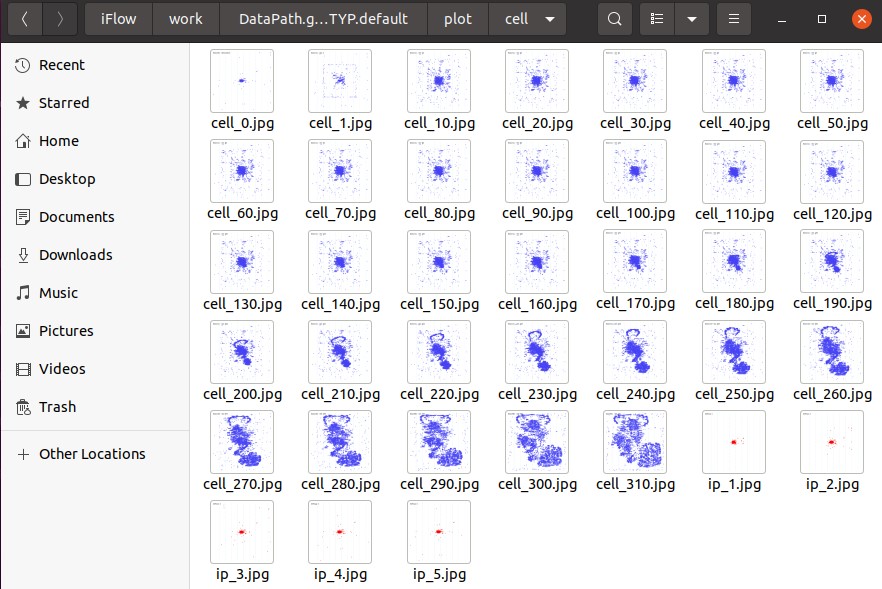 iFlow work DataPath.g…TYP.default plot cell
Recent
Starred
Home
Desktop
Documents
Downloads
Music
Pictures
Videos
Trash
Other Locations
cell_0.jpg cell_1.jpg cell_10.jpg cell_20.jpg cell_30.jpg cell_40.jpg cell_50.jpg
cell_60.jpg cell_70.jpg cell_80.jpg cell_90.jpg cell_100.jpg cell_110.jpg cell_120.jpg
cell_130.jpg cell_140.jpg cell_150.jpg cell_160.jpg cell_170.jpg cell_180.jpg cell_190.jpg
cell_200.jpg cell_210.jpg cell_220.jpg cell_230.jpg cell_240.jpg cell_250.jpg cell_260.jpg
cell_270.jpg cell_280.jpg cell_290.jpg cell_300.jpg cell_310.jpg ip_1.jpg ip_2.jpg
ip_3.jpg ip_4.jpg ip_5.jpg